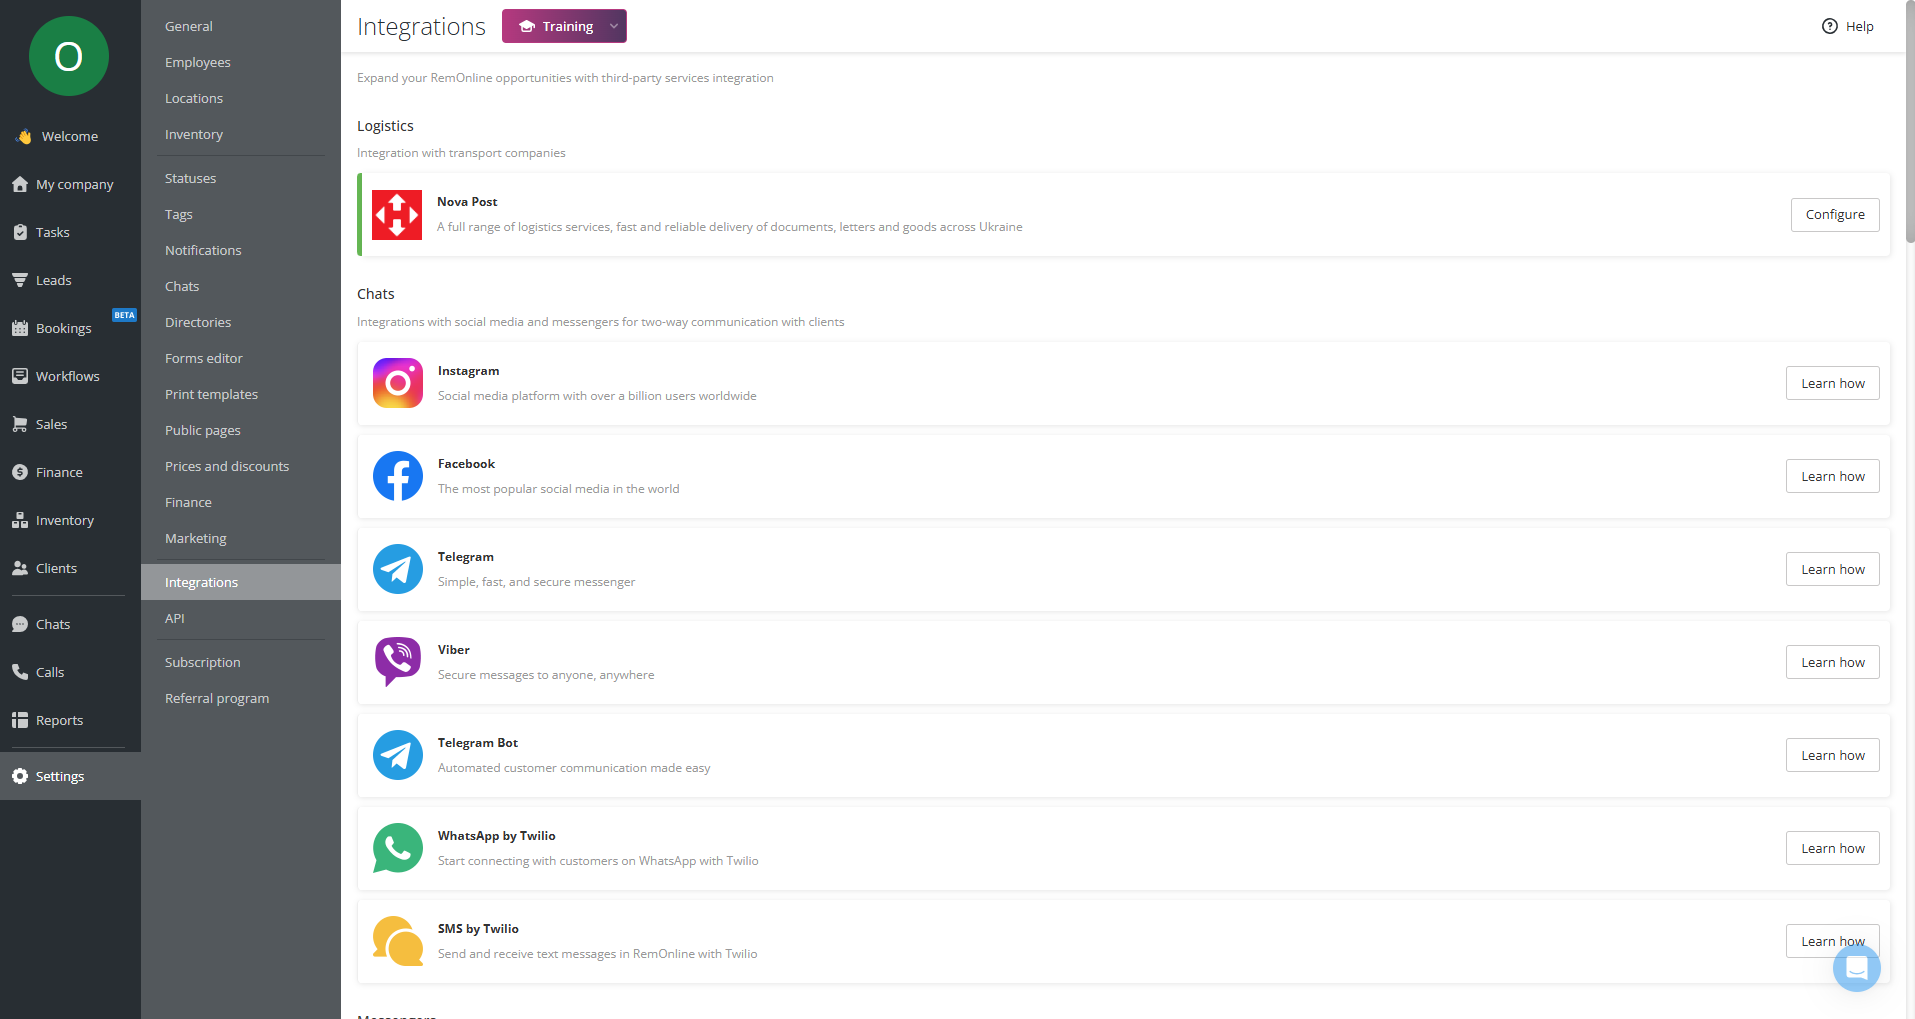 O
Welcome
My company
Tasks
Leads
BETA
Bookings
Workflows
Sales
Finance
Inventory
Clients
Chats
Calls
Reports
Settings
General
Employees
Locations
Inventory
Statuses
Tags
Notifications
Chats
Directories
Forms editor
Print templates
Public pages
Prices and discounts
Finance
Marketing
Integrations
API
Subscription
Referral program
Integrations
Training
Help
Expand your RemOnline opportunities with third-party services integration
Logistics
Integration with transport companies
Nova Post
A full range of logistics services, fast and reliable delivery of documents, letters and goods across Ukraine
Configure
Chats
Integrations with social media and messengers for two-way communication with clients
Instagram
Social media platform with over a billion users worldwide
Learn how
Facebook
The most popular social media in the world
Learn how
Telegram
Simple, fast, and secure messenger
Learn how
Viber
Secure messages to anyone, anywhere
Learn how
Telegram Bot
Automated customer communication made easy
Learn how
WhatsApp by Twilio
Start connecting with customers on WhatsApp with Twilio
Learn how
SMS by Twilio
Send and receive text messages in RemOnline with Twilio
Learn how